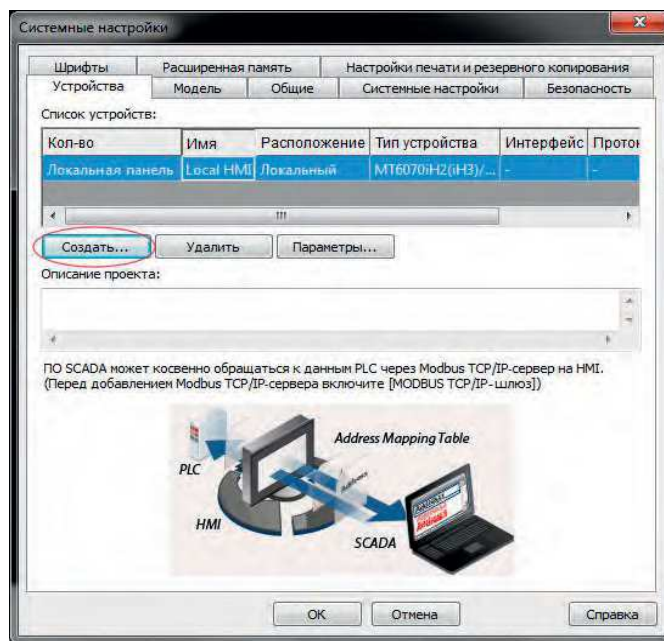 Системные настройки
Шрифты Расширенная память Настройки печати и резервного копирования
Устройства Модель Общие Системные настройки Безопасность
Список устройств:
Кол-во Имя Расположение Тип устройства Интерфейс Проток
Локальная панель Local HMI Локальный MT6070iH2(iH3)/... - -
Создать... Удалить Параметры...
Описание проекта:
ПО SCADA может косвенно обращаться к данным PLC через Modbus TCP/IP-сервер на HMI.
(Перед добавлением Modbus TCP/IP-сервера включите [MODBUS TCP/IP-шлюз])
Address Mapping Table
PLC
Address
HMI
SCADA
OK Отмена Справка